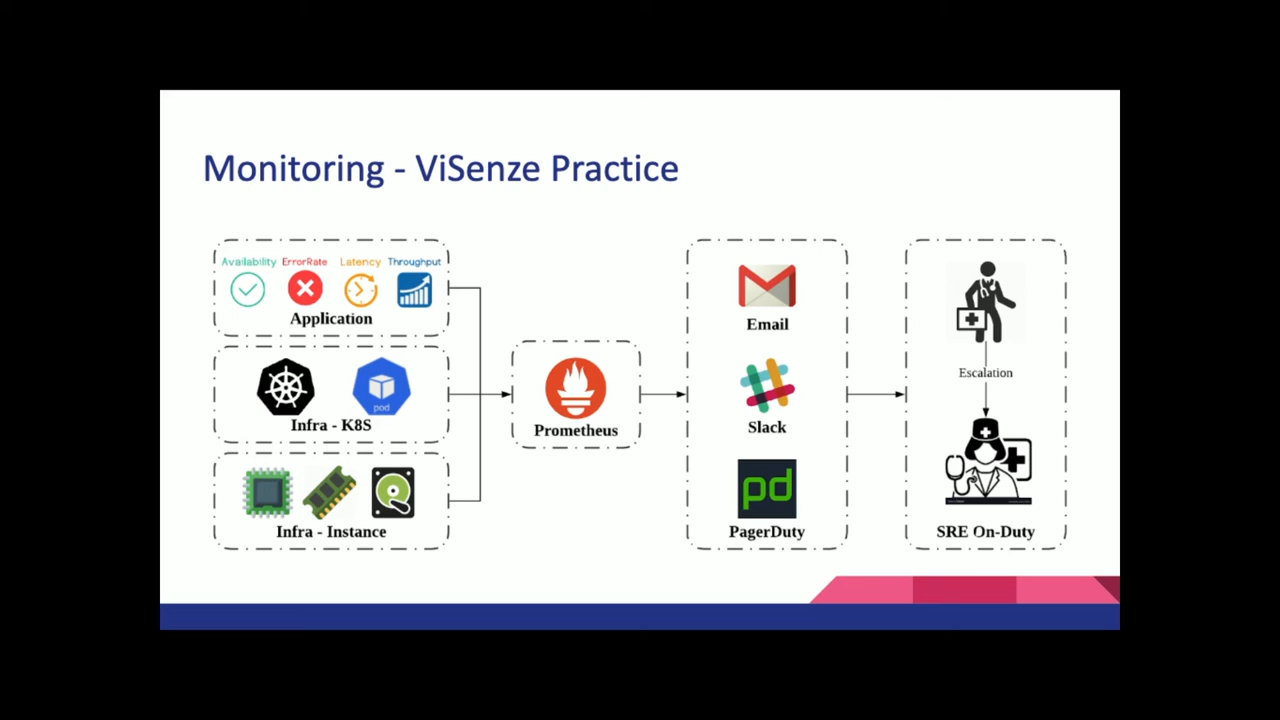 Monitoring - ViSenze Practice
Availability ErrorRate Latency Throughput
Application
pod
Infra - K8S
Infra - Instance
Prometheus
Email
Slack
pd
PagerDuty
Escalation
SRE On-Duty